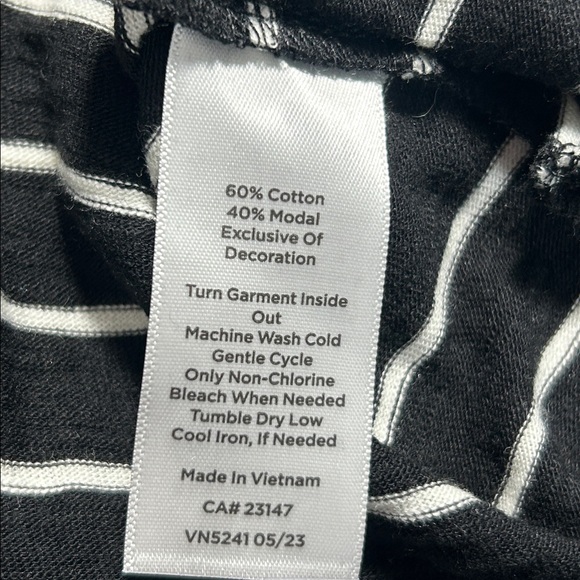 60% Cotton
40% Modal
Exclusive Of
Decoration
Turn Garment Inside
Out
Machine Wash Cold
Gentle Cycle
Only Non-Chlorine
Bleach When Needed
Tumble Dry Low
Cool Iron, If Needed
Made In Vietnam
CA# 23147
VN5241 05/23